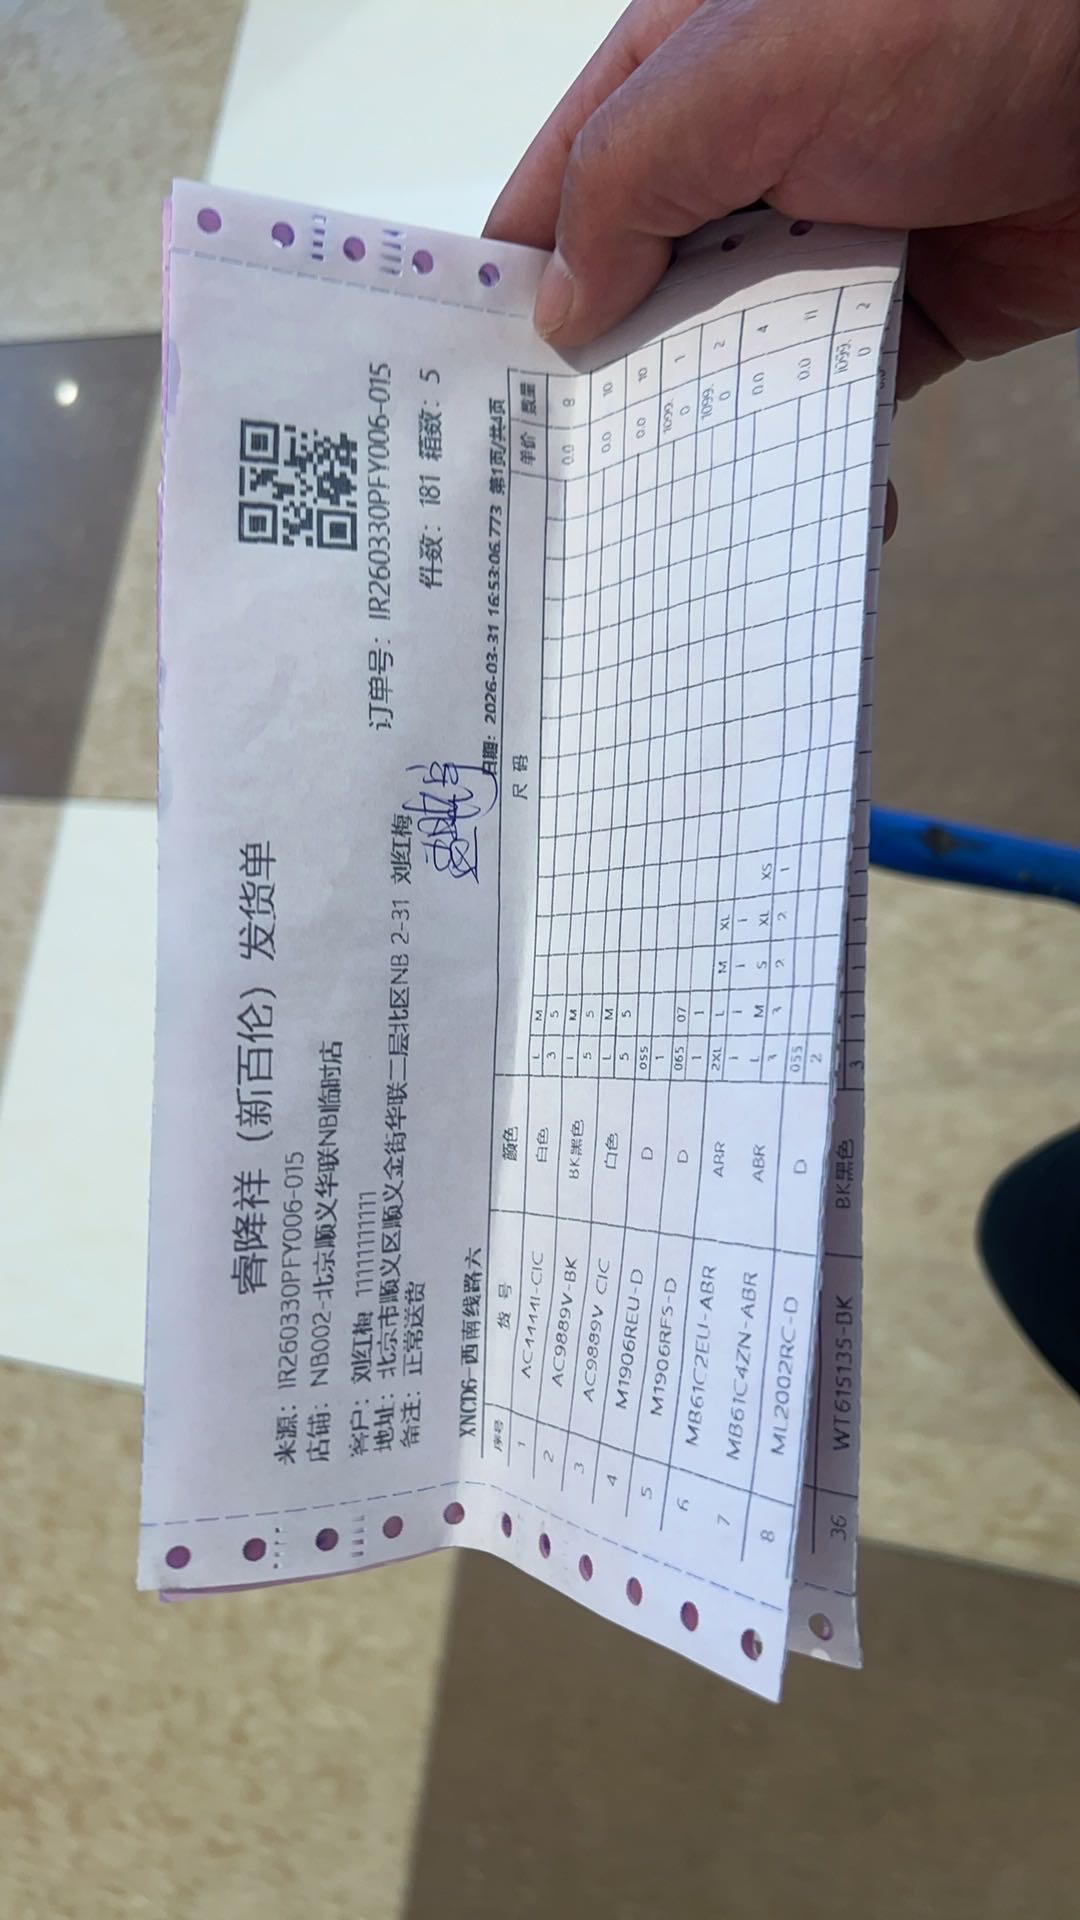 睿降祥（新百伦）发货单
来源：IR260330PFY006-015
店铺：NB002-北京顺义华联NB临时店
客户：刘红梅 11111111111 订单号：IR260330PFY006-015
地址：北京市顺义区顺义金街华联二层北区NB 2-31 刘红梅
备注：正常送货 件数：181 箱数：5
XNCD6-西南线路六 日期：2026-03-31 16:53:06.773 第1页/共4页
序号 货号 颜色 尺码 单价 数量
1 白色 L M 0.0 8
3 5
2 AC9889V-BK BK黑色 M 0.0 10
5 5
3 AC9889V CIC 白色 L M 0.0 10
5 5
4 M1906REU-D D 055 1099.0 1
1
5 M1906RFS-D D 065 07 1099.0 2
1 1
6 MB61C2EU-ABR 2XL L M XL 0.0 4
7 MB61C4ZN-ABR ABR L M S XL XS 0.0 11
3 3 2 2 1
8 ML2002RC-D D 055 1099.0 2
2
36 WT615135-BK BK黑色 3 1 1 1